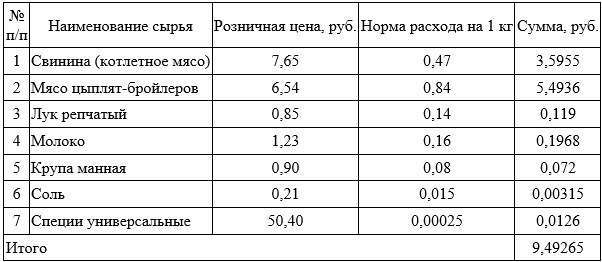 № п/п Наименование сырья Розничная цена, руб. Норма расхода на 1 кг Сумма, руб.
1 Свинина (котлетное мясо) 7,65 0,47 3,5955
2 Мясо цыплят-бройлеров 6,54 0,84 5,4936
3 Лук репчатый 0,85 0,14 0,119
4 Молоко 1,23 0,16 0,1968
5 Крупа манная 0,90 0,08 0,072
6 Соль 0,21 0,015 0,00315
7 Специи универсальные 50,40 0,00025 0,0126
Итого 9,49265